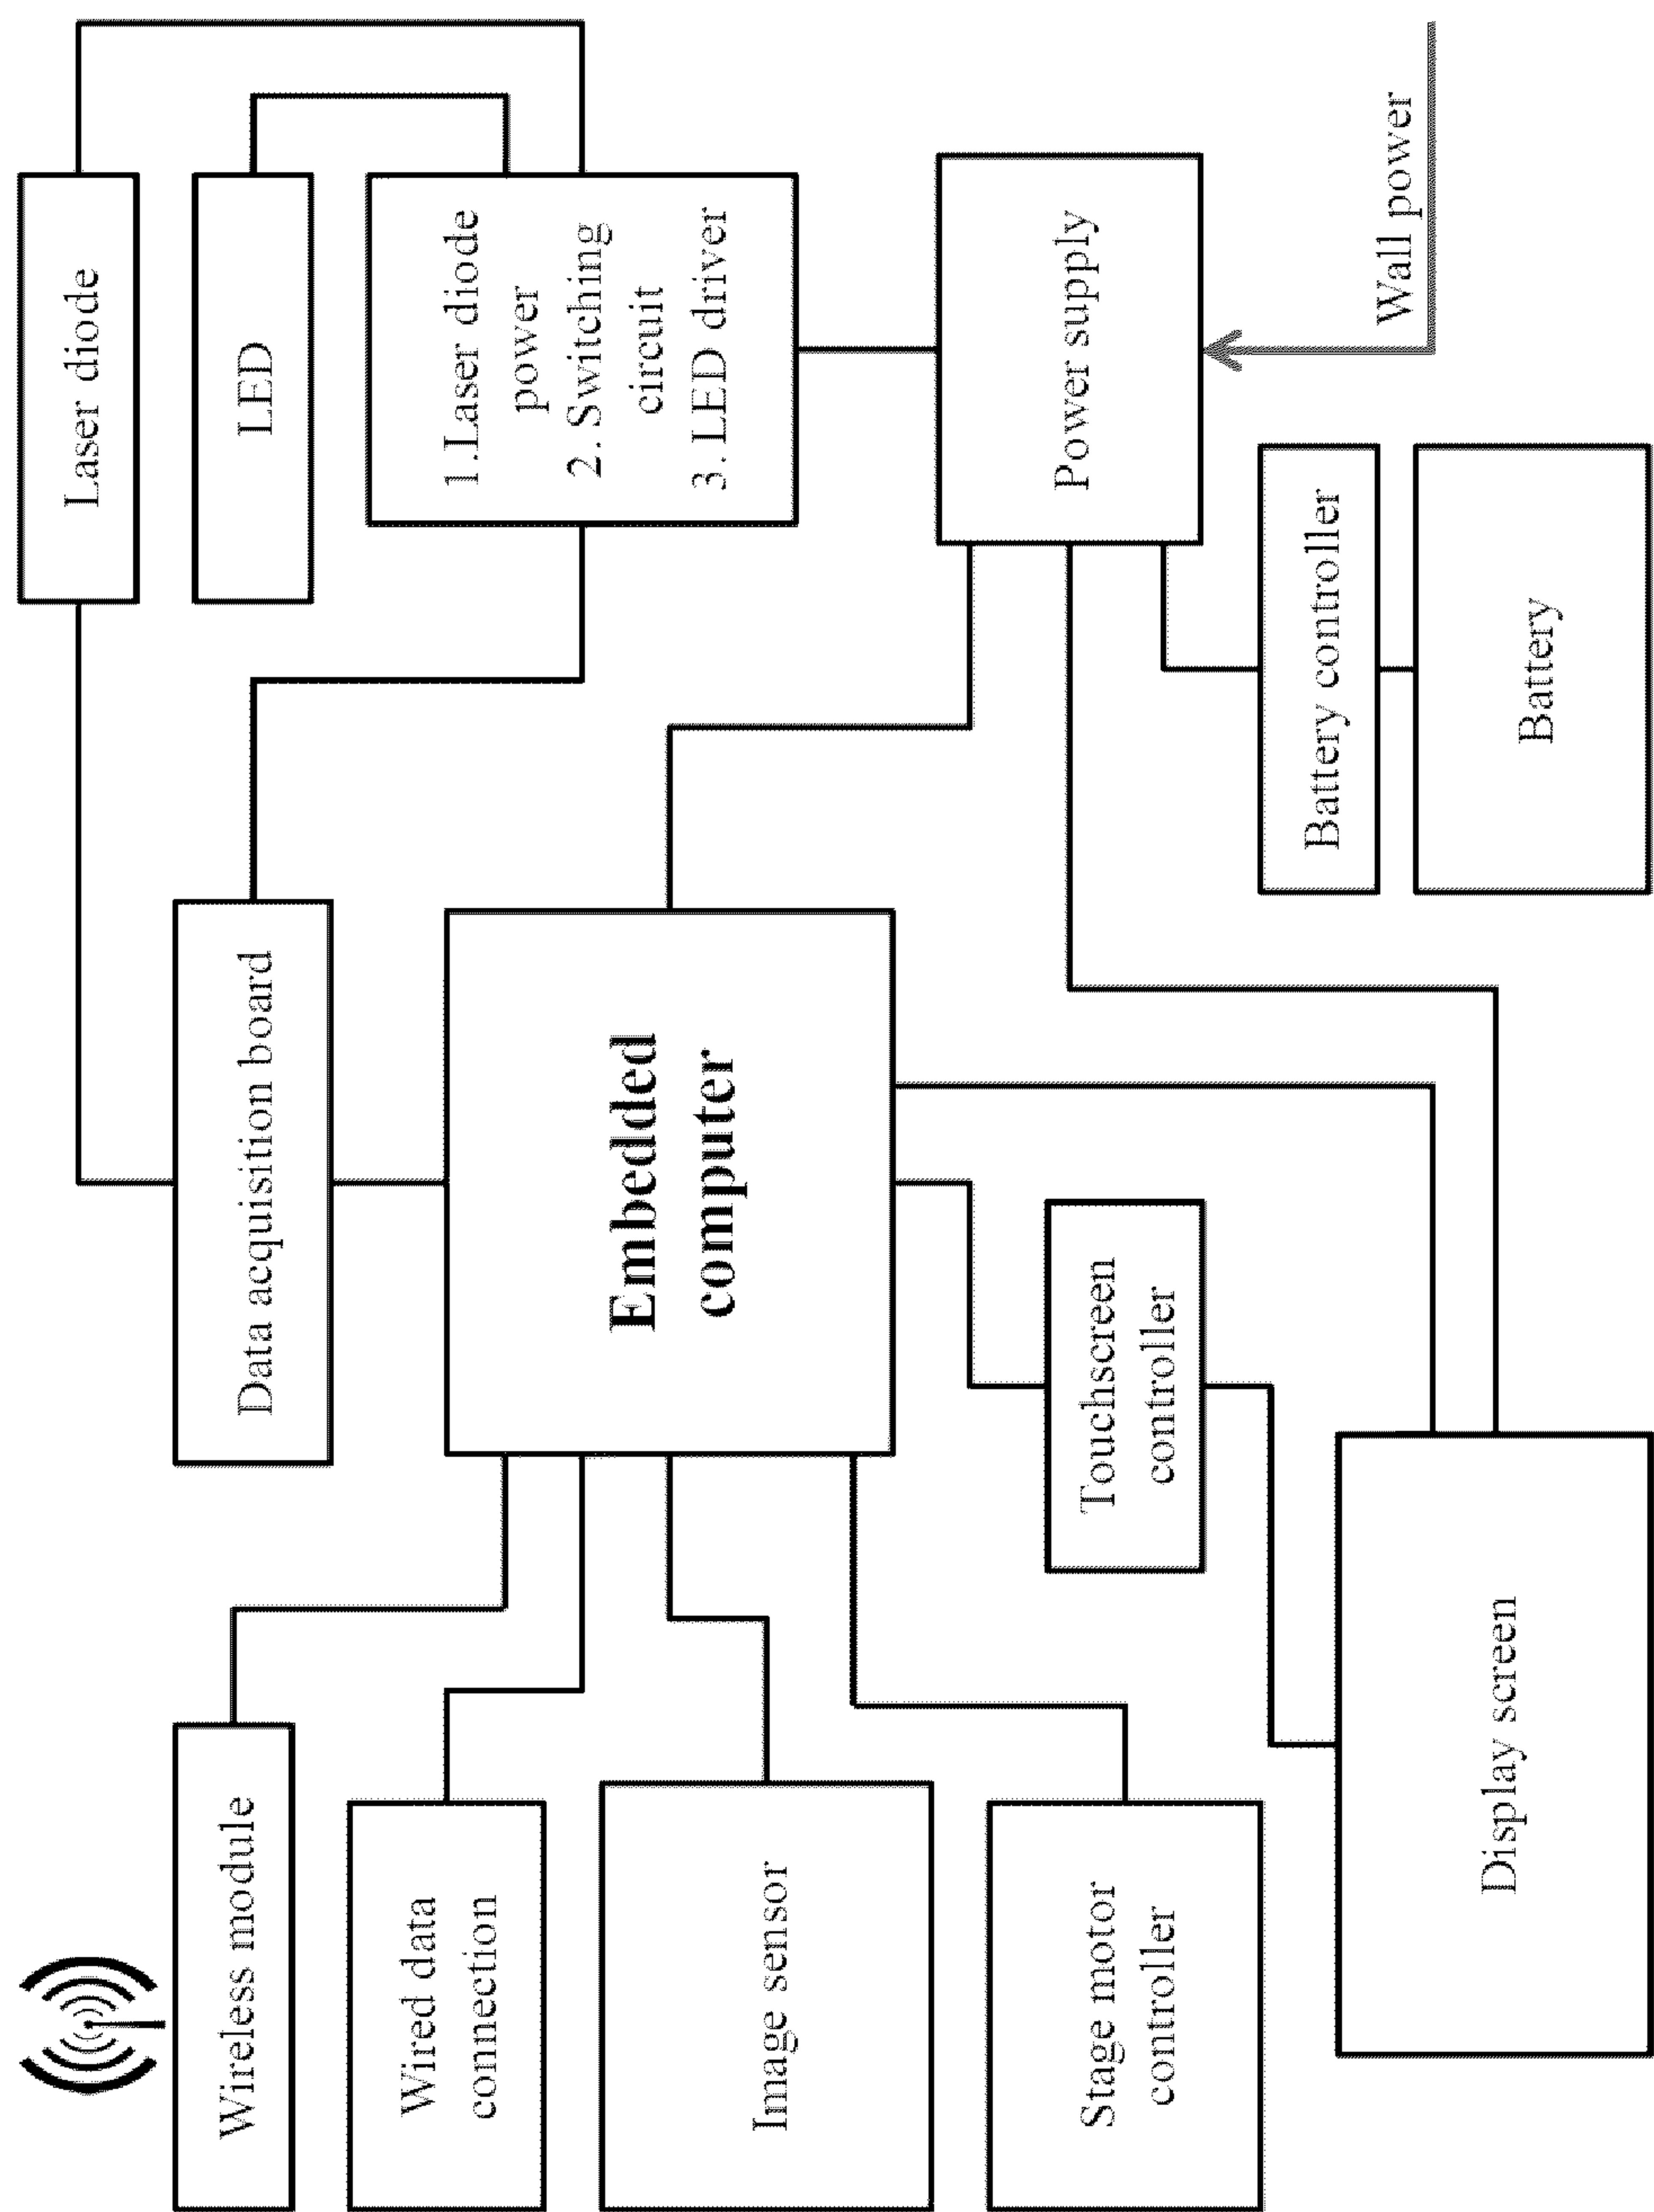 Wireless module
Wired data
connection
Image sensor
Stage motor
controller
Data acquisition board
Embedded
computer
Touchscreen
controller
Display screen
Laser diode
LED
1.Laser diode
power
2. Switching
circuit
3. LED driver
Power supply
Battery controller
Battery
Wall power